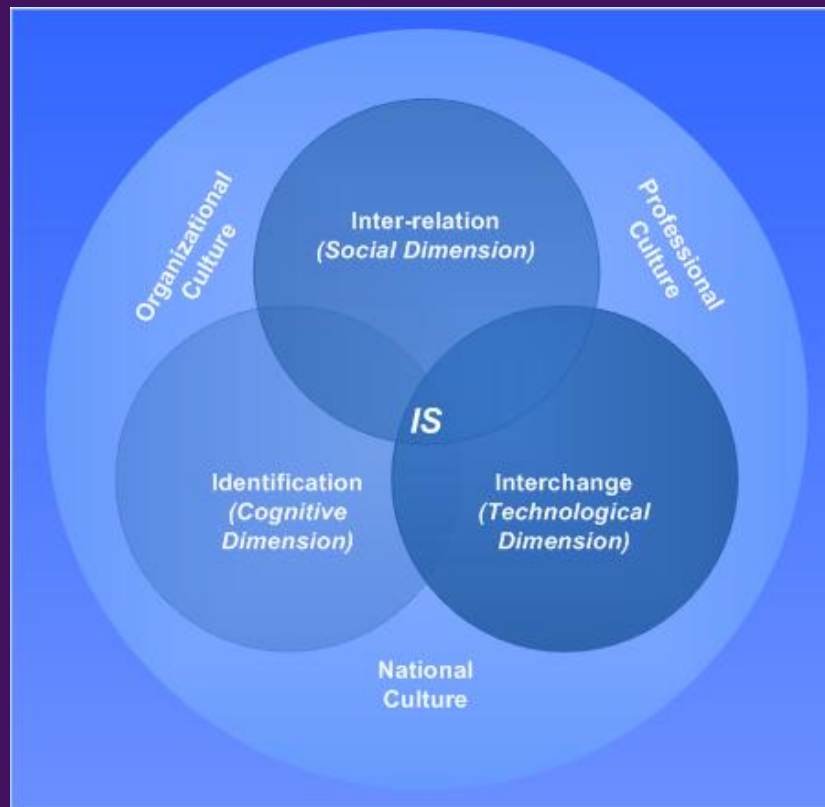 Organizational
Culture
Professional
Culture
Inter-relation
(Social Dimension)
IS
Identification
(Cognitive
Dimension)
Interchange
(Technological
Dimension)
National
Culture